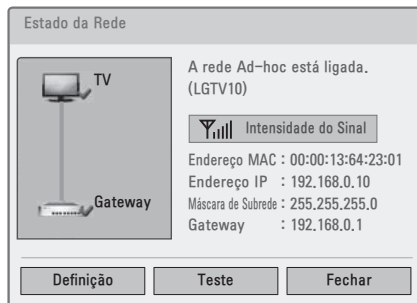 Estado da Rede
TV
Gateway
A rede Ad-hoc está ligada.
(LGTV10)
Intensidade do Sinal
Endereço MAC : 00:00:13:64:23:01
Endereço IP : 192.168.0.10
Máscara de Subrede : 255.255.255.0
Gateway : 192.168.0.1
Definição
Teste
Fechar